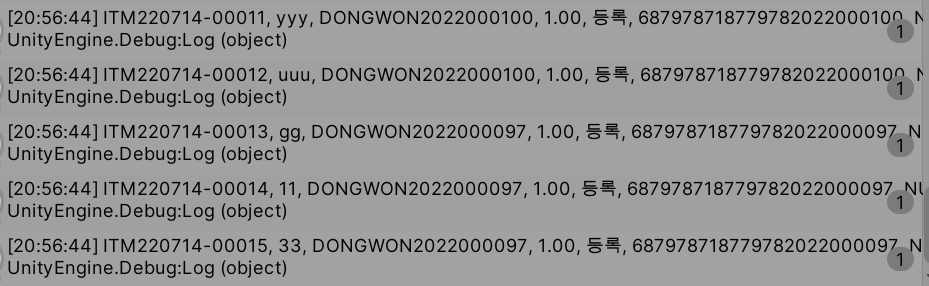 [20:56:44] ITM220714-00011, yyy, DONGWON2022000100, 1.00, 등록, 687978718779782022000100
UnityEngine.Debug:Log (object)
1
[20:56:44] ITM220714-00012, uuu, DONGWON2022000100, 1.00, 등록, 687978718779782022000100
UnityEngine.Debug:Log (object)
1
[20:56:44] ITM220714-00013, gg, DONGWON2022000097, 1.00, 등록, 687978718779782022000097
UnityEngine.Debug:Log (object)
1
[20:56:44] ITM220714-00014, 11, DONGWON2022000097, 1.00, 등록, 687978718779782022000097
UnityEngine.Debug:Log (object)
1
[20:56:44] ITM220714-00015, 33, DONGWON2022000097, 1.00, 등록, 687978718779782022000097
UnityEngine.Debug:Log (object)
1